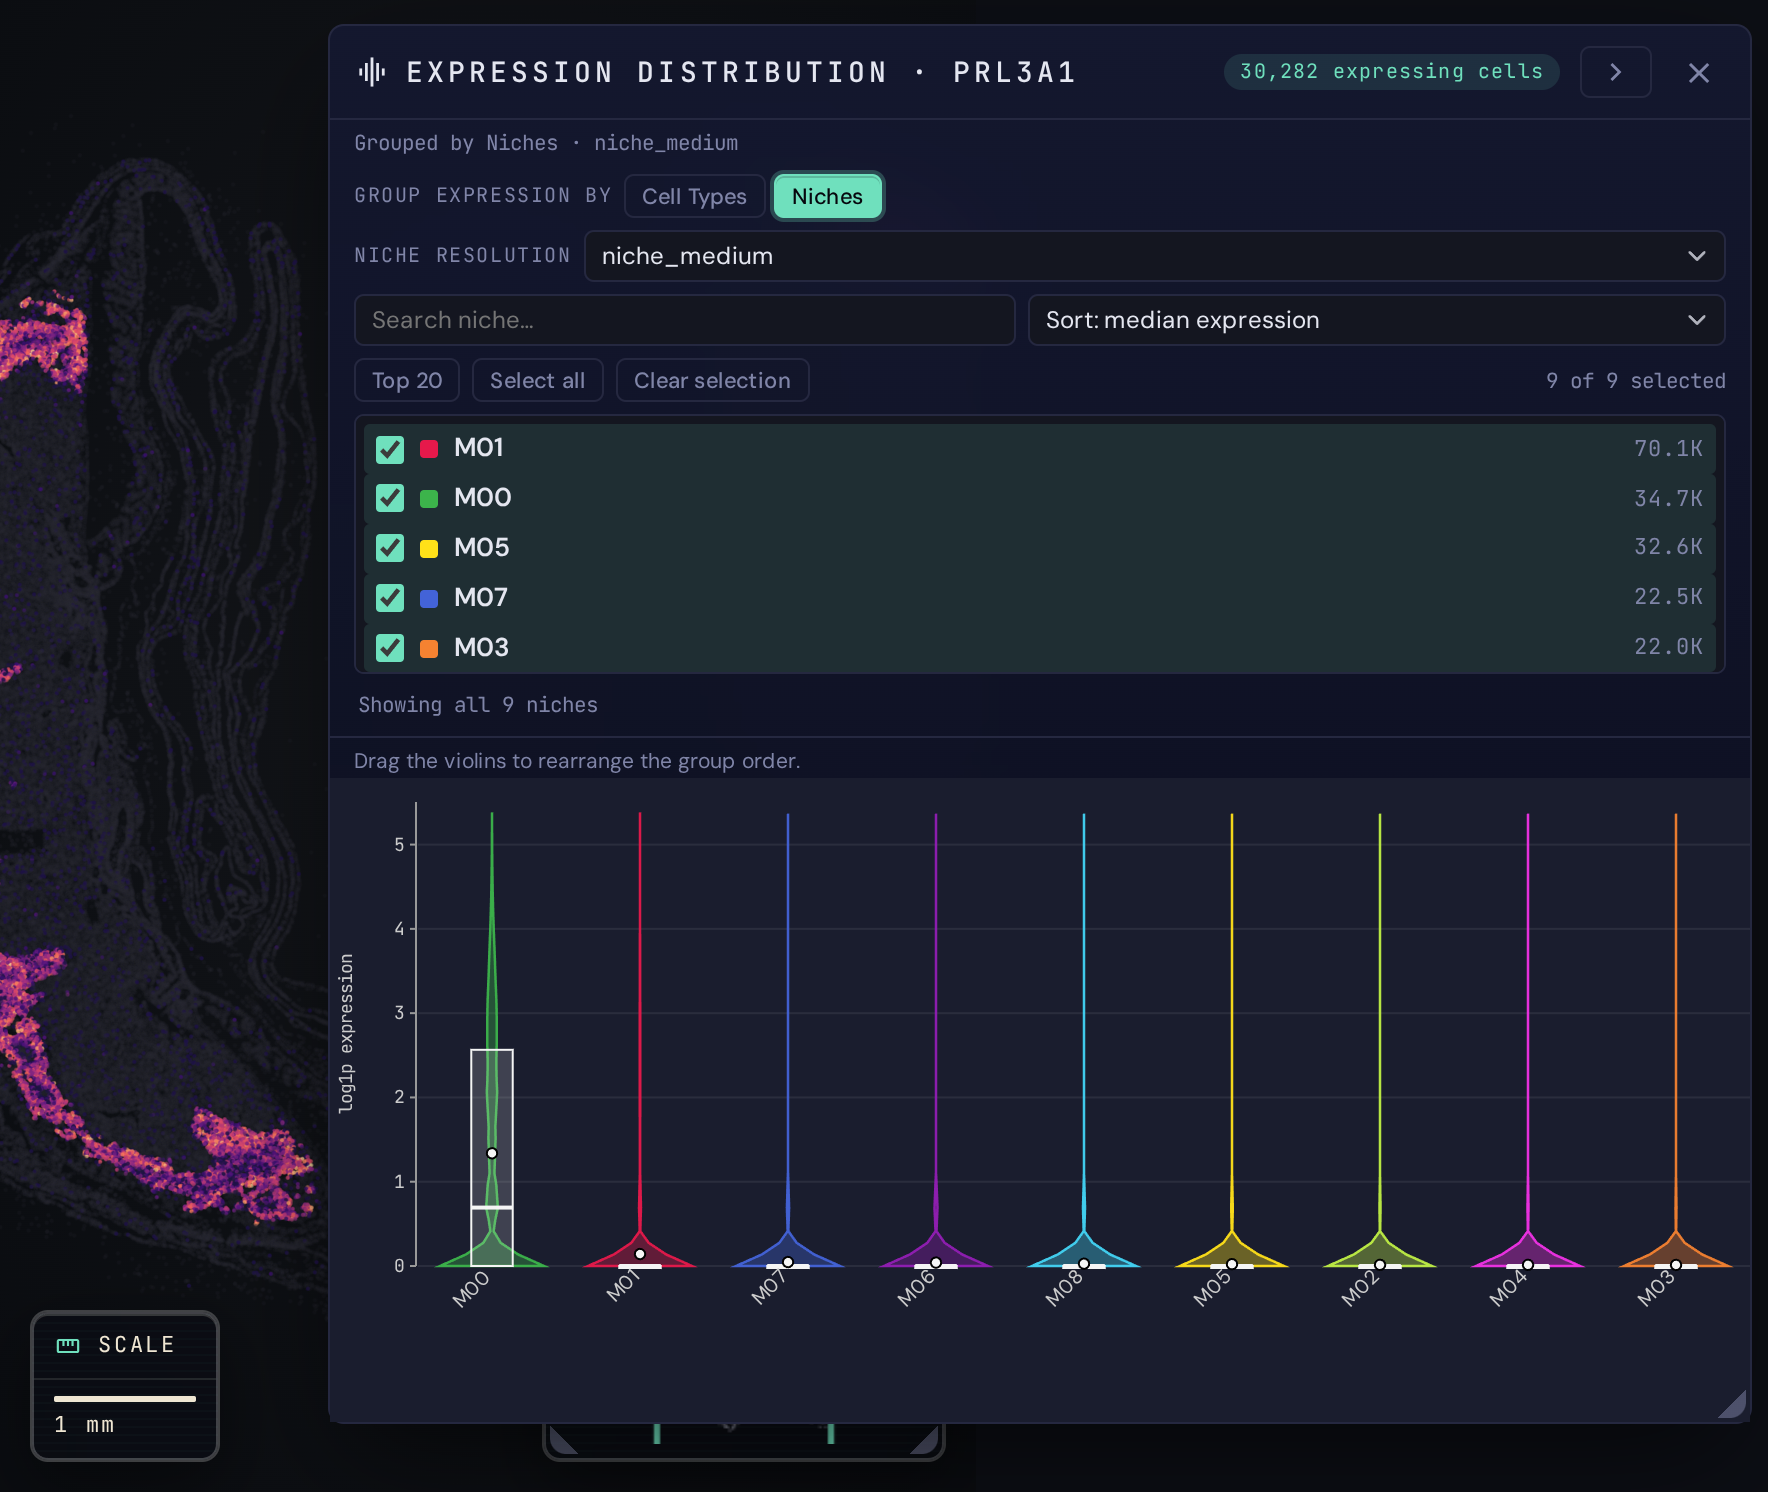 EXPRESSION DISTRIBUTION · PRL3A1
30,282 expressing cells
Grouped by Niches · niche_medium
GROUP EXPRESSION BY Cell Types Niches
NICHE RESOLUTION niche_medium
Search niche... Sort: median expression
Top 20 Select all Clear selection 9 of 9 selected
M01 70.1K
M00 34.7K
M05 32.6K
M07 22.5K
M03 22.0K
Showing all 9 niches
Drag the violins to rearrange the group order.
log1p expression
5
4
3
2
1
0
M00 M01 M07 M06 M08 M05 M02 M04 M03
SCALE
1 mm